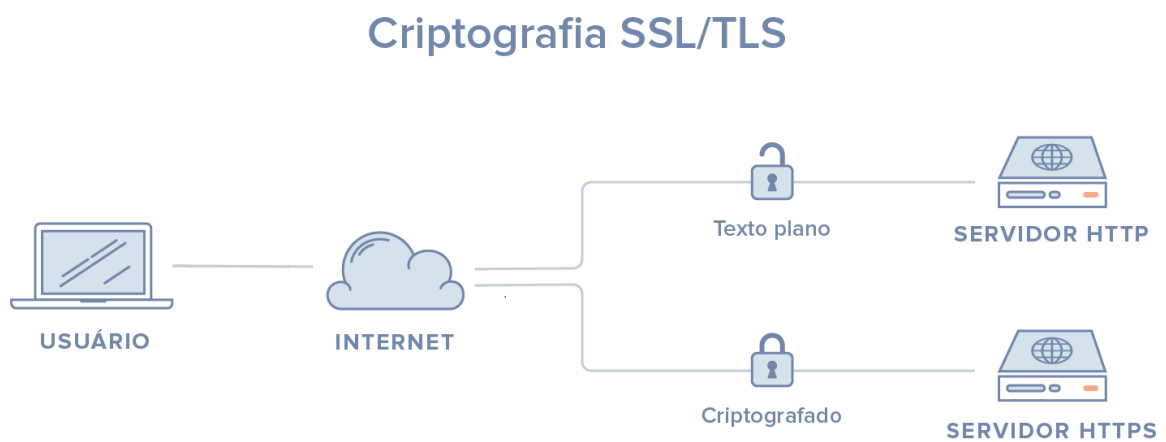 Criptografia SSL/TLS
Texto plano
SERVIDOR HTTP
USUÁRIO
INTERNET
Criptografado
SERVIDOR HTTPS